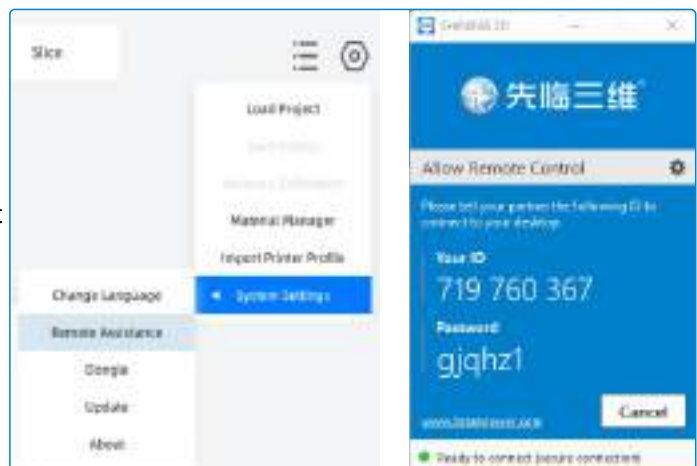 Slice
Load Project
Material Manager
Import Printer Profile
System Settings
Change Language
Remote Assistance
Dongle
Update
About
先临三维
Allow Remote Control
Please tell your partner the following ID to
connect to your desktop
Your ID
719 760 367
Password
gjqhz1
Cancel
Ready to connect (secure connection)